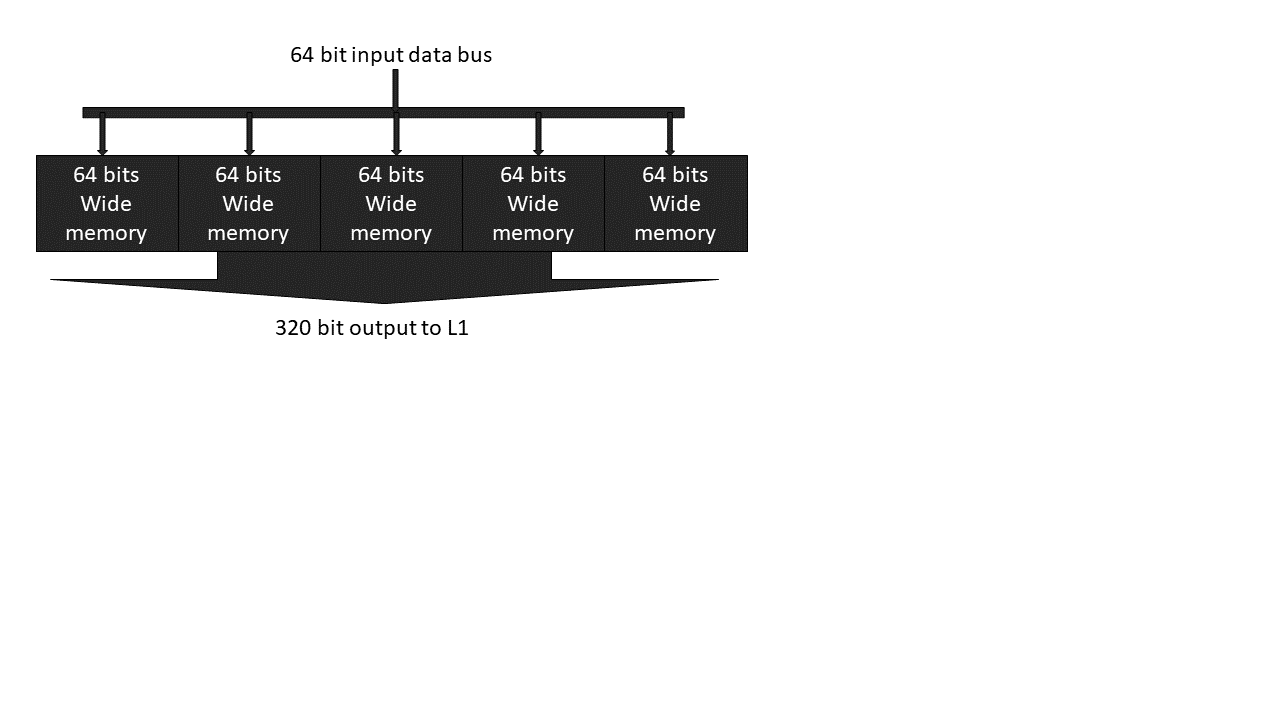 64 bit input data bus
64 bits
Wide
memory
64 bits
Wide
memory
64 bits
Wide
memory
64 bits
Wide
memory
64 bits
Wide
memory
320 bit output to L1